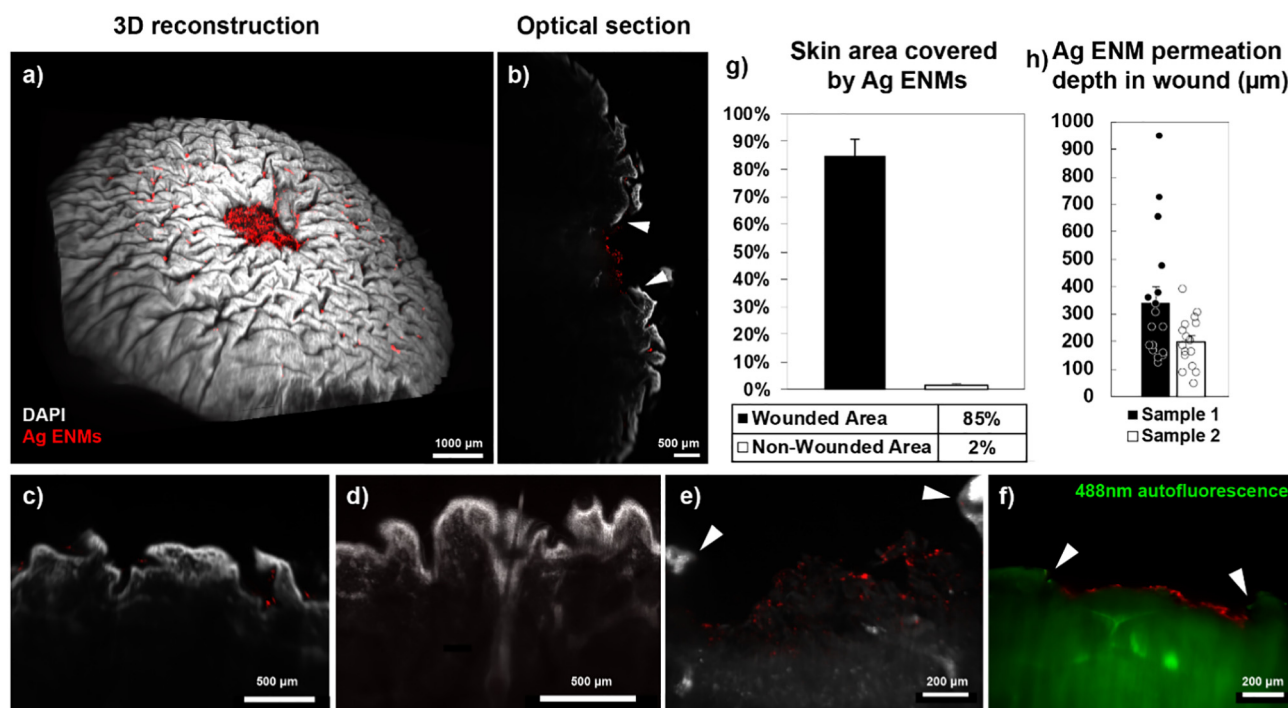 3D reconstruction
Optical section
a)
DAPI
Ag ENMs
1000 µm
b)
500 µm
g)
Skin area covered
by Ag ENMs
100%
90%
80%
70%
60%
50%
40%
30%
20%
10%
0%
■ Wounded Area 85%
□ Non-Wounded Area 2%
h)
Ag ENM permeation
depth in wound (µm)
1000
900
800
700
600
500
400
300
200
100
0
■ Sample 1
□ Sample 2
c)
500 µm
d)
500 µm
e)
200 µm
f)
488nm autofluorescence
200 µm